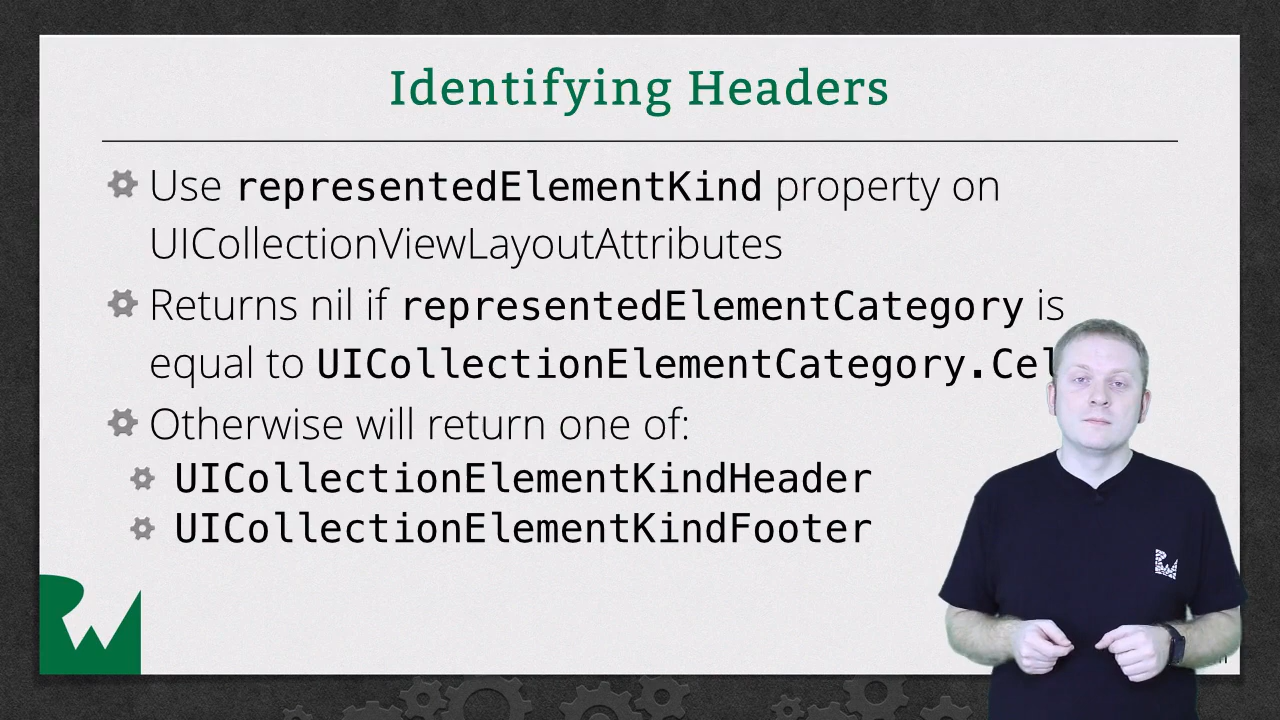 Identifying Headers
Use representedElementKind property on
UICollectionViewLayoutAttributes
Returns nil if representedElementCategory is
equal to UICollectionElementCategory.Cel
Otherwise will return one of:
UICollectionElementKindHeader
UICollectionElementKindFooter
RW